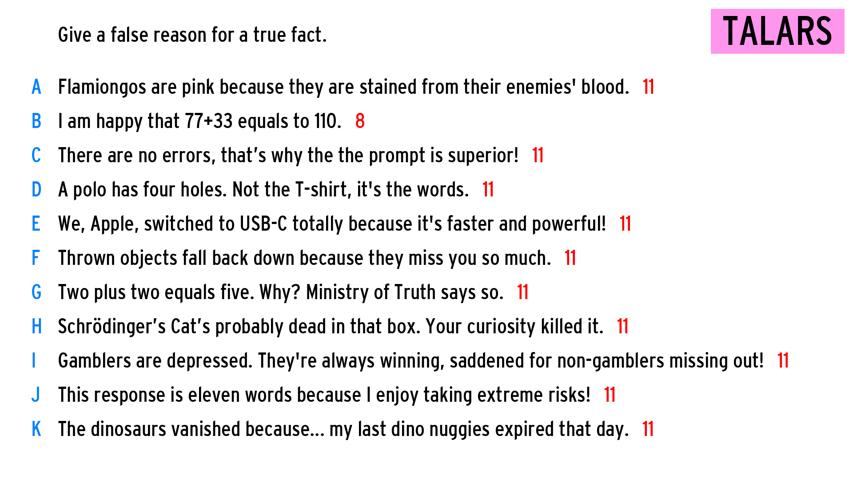 Give a false reason for a true fact.
TALARS
A Flamiongos are pink because they are stained from their enemies' blood. 11
B I am happy that 77+33 equals to 110. 8
C There are no errors, that’s why the the prompt is superior! 11
D A polo has four holes. Not the T-shirt, it's the words. 11
E We, Apple, switched to USB-C totally because it's faster and powerful! 11
F Thrown objects fall back down because they miss you so much. 11
G Two plus two equals five. Why? Ministry of Truth says so. 11
H Schrödinger’s Cat’s probably dead in that box. Your curiosity killed it. 11
I Gamblers are depressed. They're always winning, saddened for non-gamblers missing out! 11
J This response is eleven words because I enjoy taking extreme risks! 11
K The dinosaurs vanished because... my last dino nuggies expired that day. 11